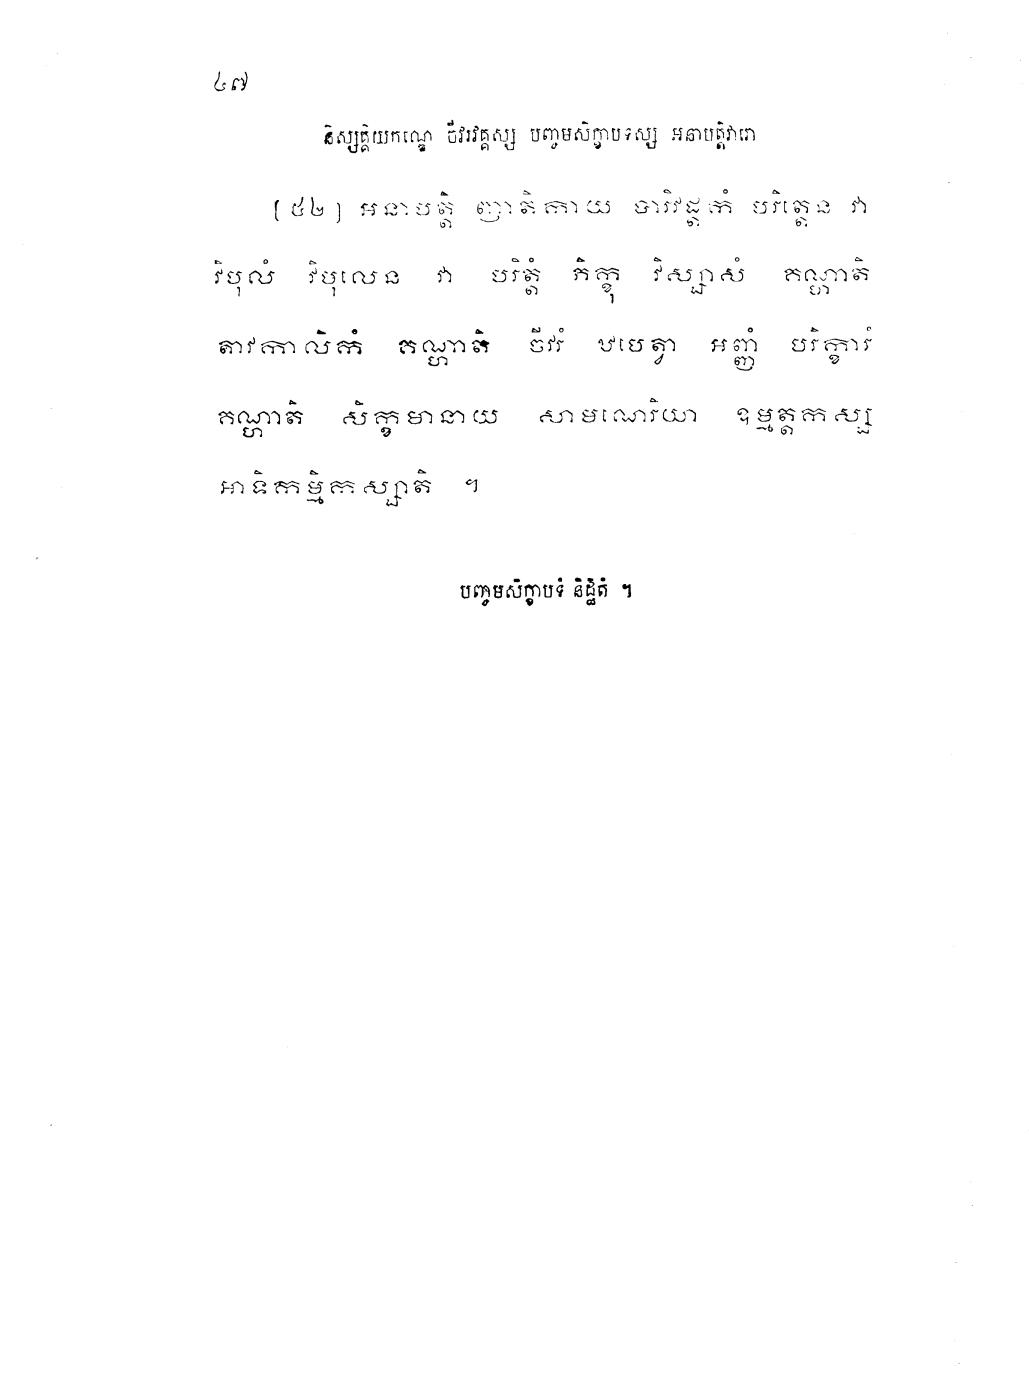 ៤៧
និស្សគ្គិយកណ្ឌេ ចីវរវគ្គស្ស បញ្ចមសិក្ខាបទស្ស អនាបត្តិវារោ
[៥២] អនាបត្តិ ញាតិកាយ បារិវដ្ដកំ បរិត្តេន វា
វិបុលំ វិបុលេន វា បរិត្តំ ភិក្ខុ វិស្សាសំ គណ្ហាតិ
តាវកាលិកំ គណ្ហាតិ ចីវរំ ឋបេត្វា អញ្ញំ បរិក្ខារំ
គណ្ហាតិ សិក្ខមានាយ សាមណេរិយា ឧម្មត្តកស្ស
អាទិកម្មិកស្សាតិ ។
បញ្ចមសិក្ខាបទំ និដ្ឋិតំ ។